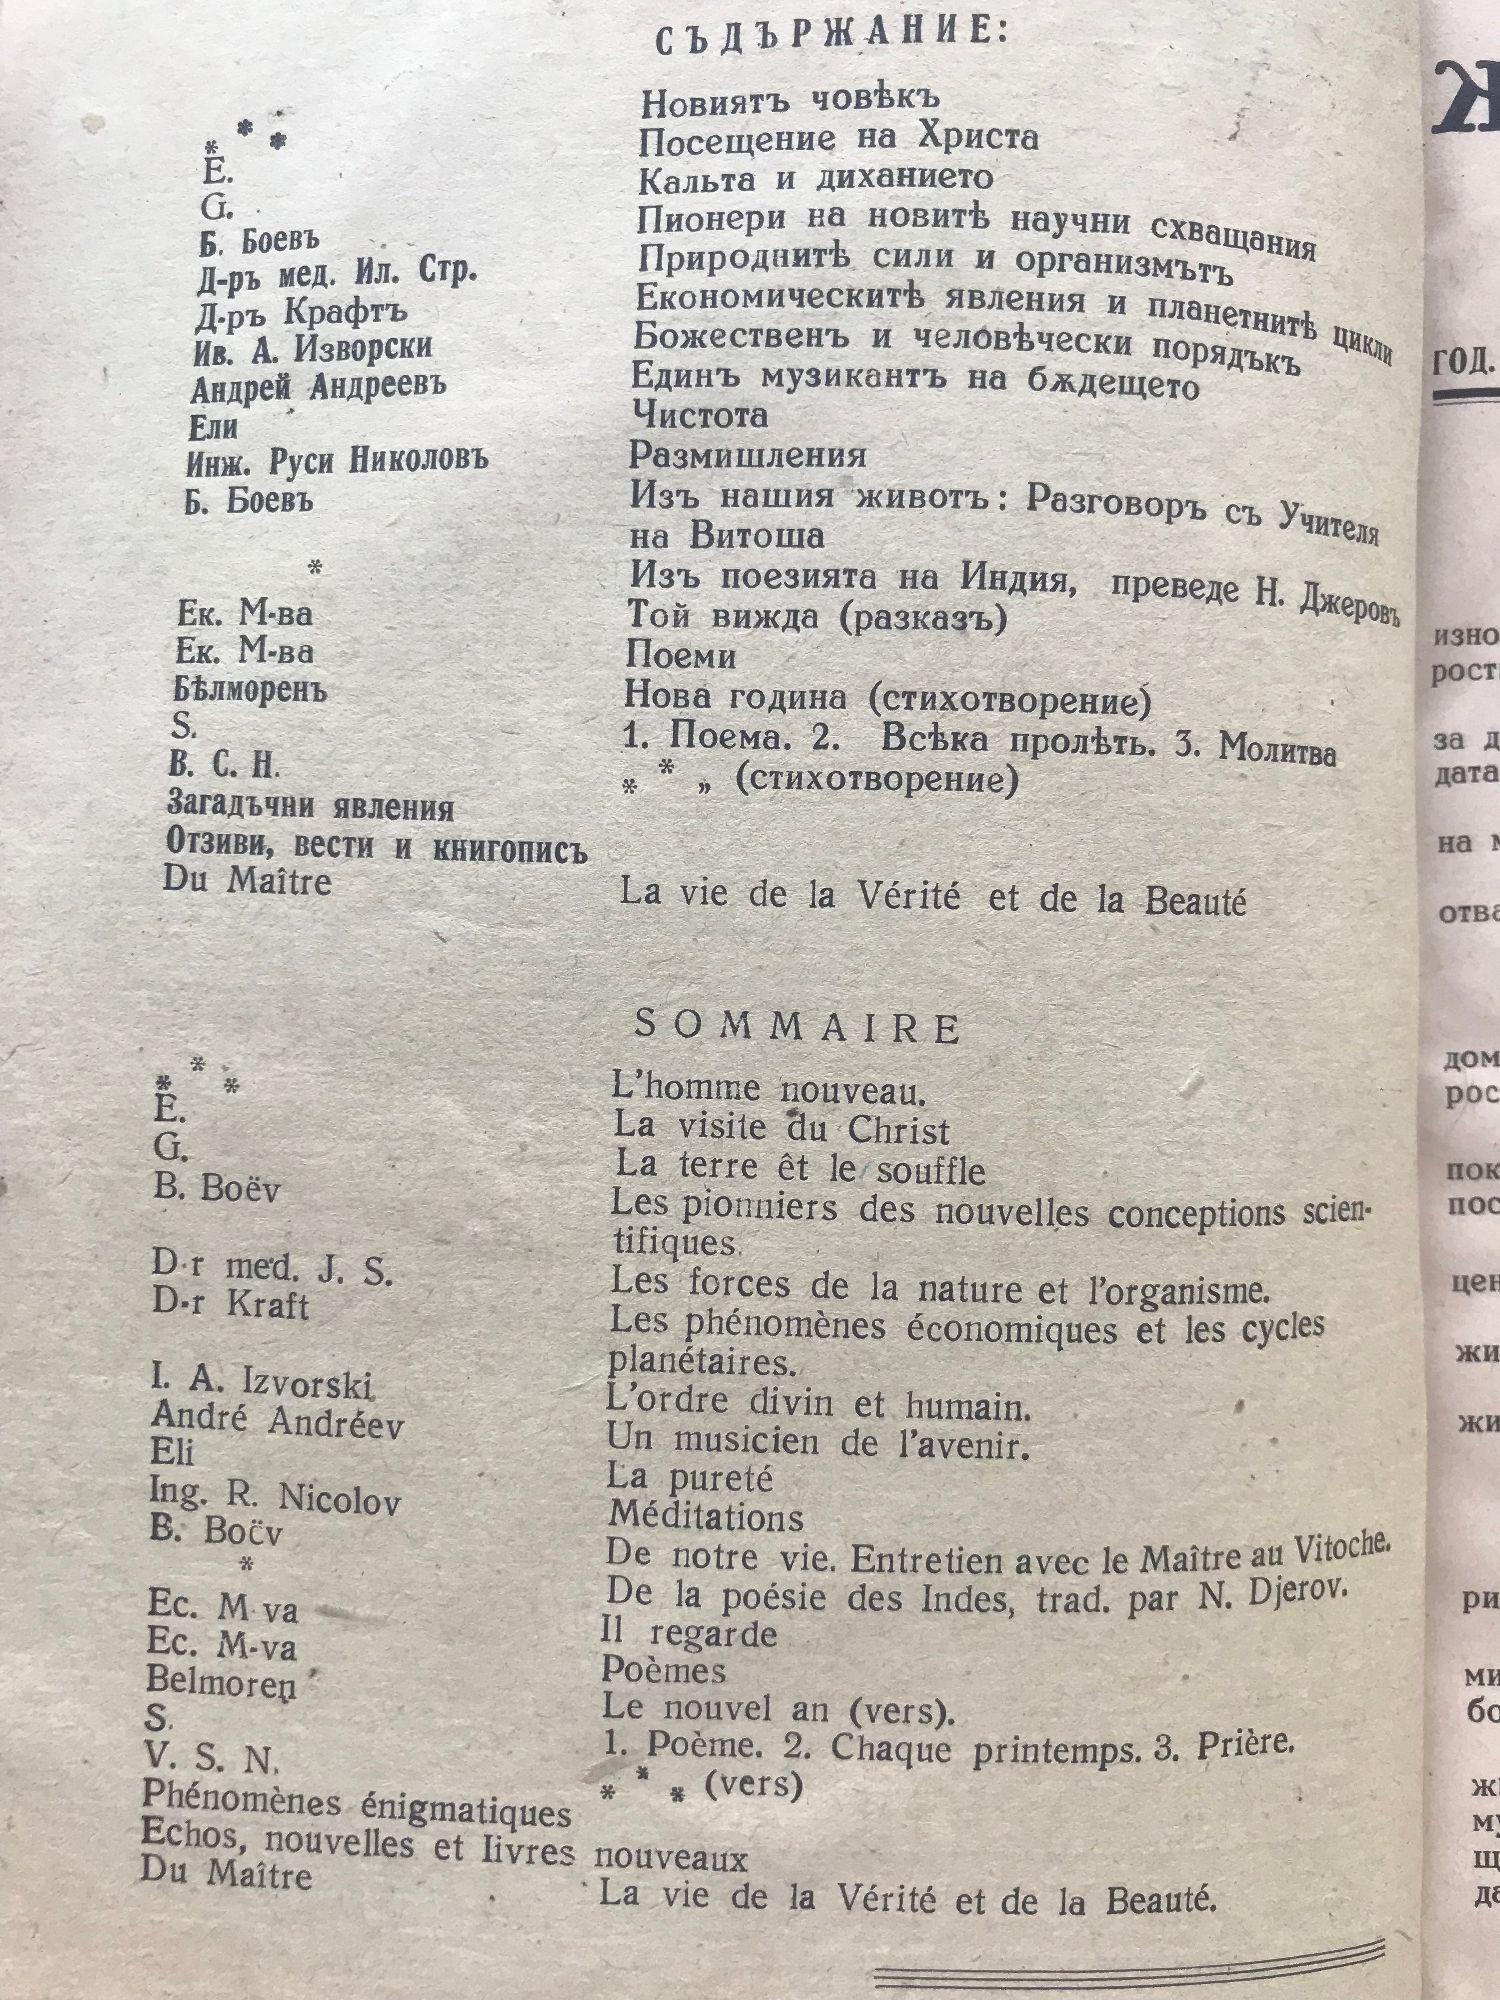 СЪДЪРЖАНИЕ:
* * * Новиятъ човѣкъ
E. Посещение на Христа
G. Кальта и диханието
Б. Боевъ Пионери на новитѣ научни схващания
Д-ръ мед. Ил. Стр. Природнитѣ сили и организмътъ
Д-ръ Крафтъ Економическитѣ явления и планетнитѣ цикли
Ив. А. Изворски Божественъ и человѣчески порядъкъ
Андрей Андреевъ Единъ музикантъ на бѫдещето
Ели Чистота
Инж. Руси Николовъ Размишления
Б. Боевъ Изъ нашия животъ: Разговоръ съ Учителя
на Витоша
* Изъ поезията на Индия, преведе Н. Джеровъ
Ек. М-ва Той вижда (разказъ)
Ек. М-ва Поеми
Бѣлморенъ Нова година (стихотворение)
S. 1. Поема. 2. Всѣка пролѣть. 3. Молитва
В. С. Н. * * „ (стихотворение)
Загадъчни явления
Отзиви, вести и книгописъ
Du Maître La vie de la Vérité et de la Beauté
SOMMAIRE
* * * L'homme nouveau.
E. La visite du Christ
G. La terre êt le souffle
B. Boëv Les pionniers des nouvelles conceptions scien-
tifiques.
D-r med. J. S. Les forces de la nature et l'organisme.
D-r Kraft Les phénomènes économiques et les cycles
planétaires.
I. A. Izvorski L'ordre divin et humain.
André Andréev Un musicien de l'avenir.
Eli La pureté
Ing. R. Nicolov Méditations
B. Boëv De notre vie. Entretien avec le Maître au Vitoche.
* De la poésie des Indes, trad. par N. Djerov.
Ec. M-va Il regarde
Ec. M-va Poèmes
Belmoren Le nouvel an (vers).
S. 1. Poème. 2. Chaque printemps. 3. Prière.
V. S. N. * * * (vers)
Phénomènes énigmatiques
Echos, nouvelles et livres nouveaux
Du Maître La vie de la Vérité et de la Beauté.
ГОД.